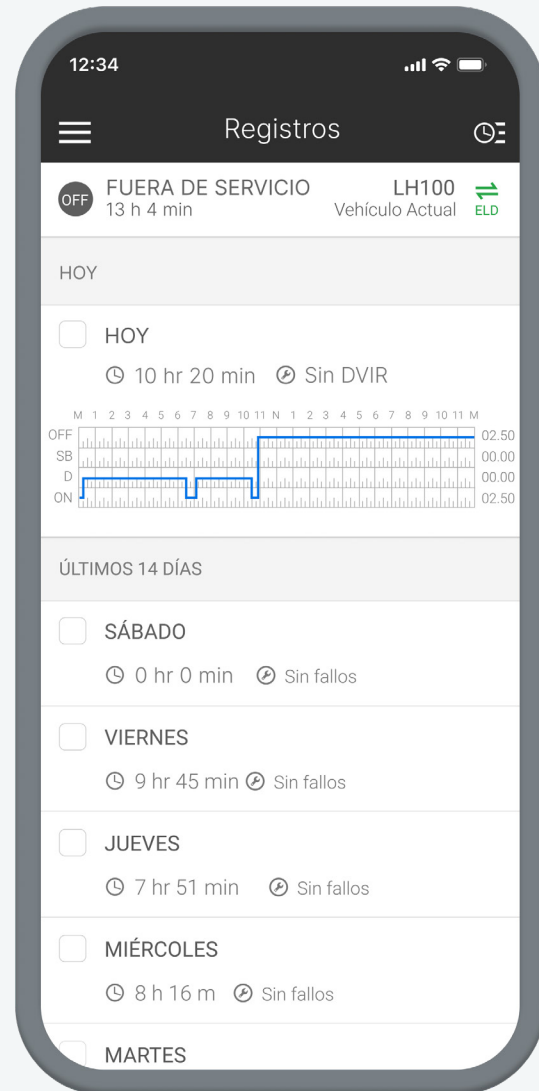 12:34
Registros
OFF FUERA DE SERVICIO LH100
13 h 4 min Vehículo Actual ELD
HOY
HOY
10 hr 20 min Sin DVIR
M 1 2 3 4 5 6 7 8 9 10 11 N 1 2 3 4 5 6 7 8 9 10 11 M
OFF 02.50
SB 00.00
D 00.00
ON 02.50
ÚLTIMOS 14 DÍAS
SÁBADO
0 hr 0 min Sin fallos
VIERNES
9 hr 45 min Sin fallos
JUEVES
7 hr 51 min Sin fallos
MIÉRCOLES
8 h 16 m Sin fallos
MARTES